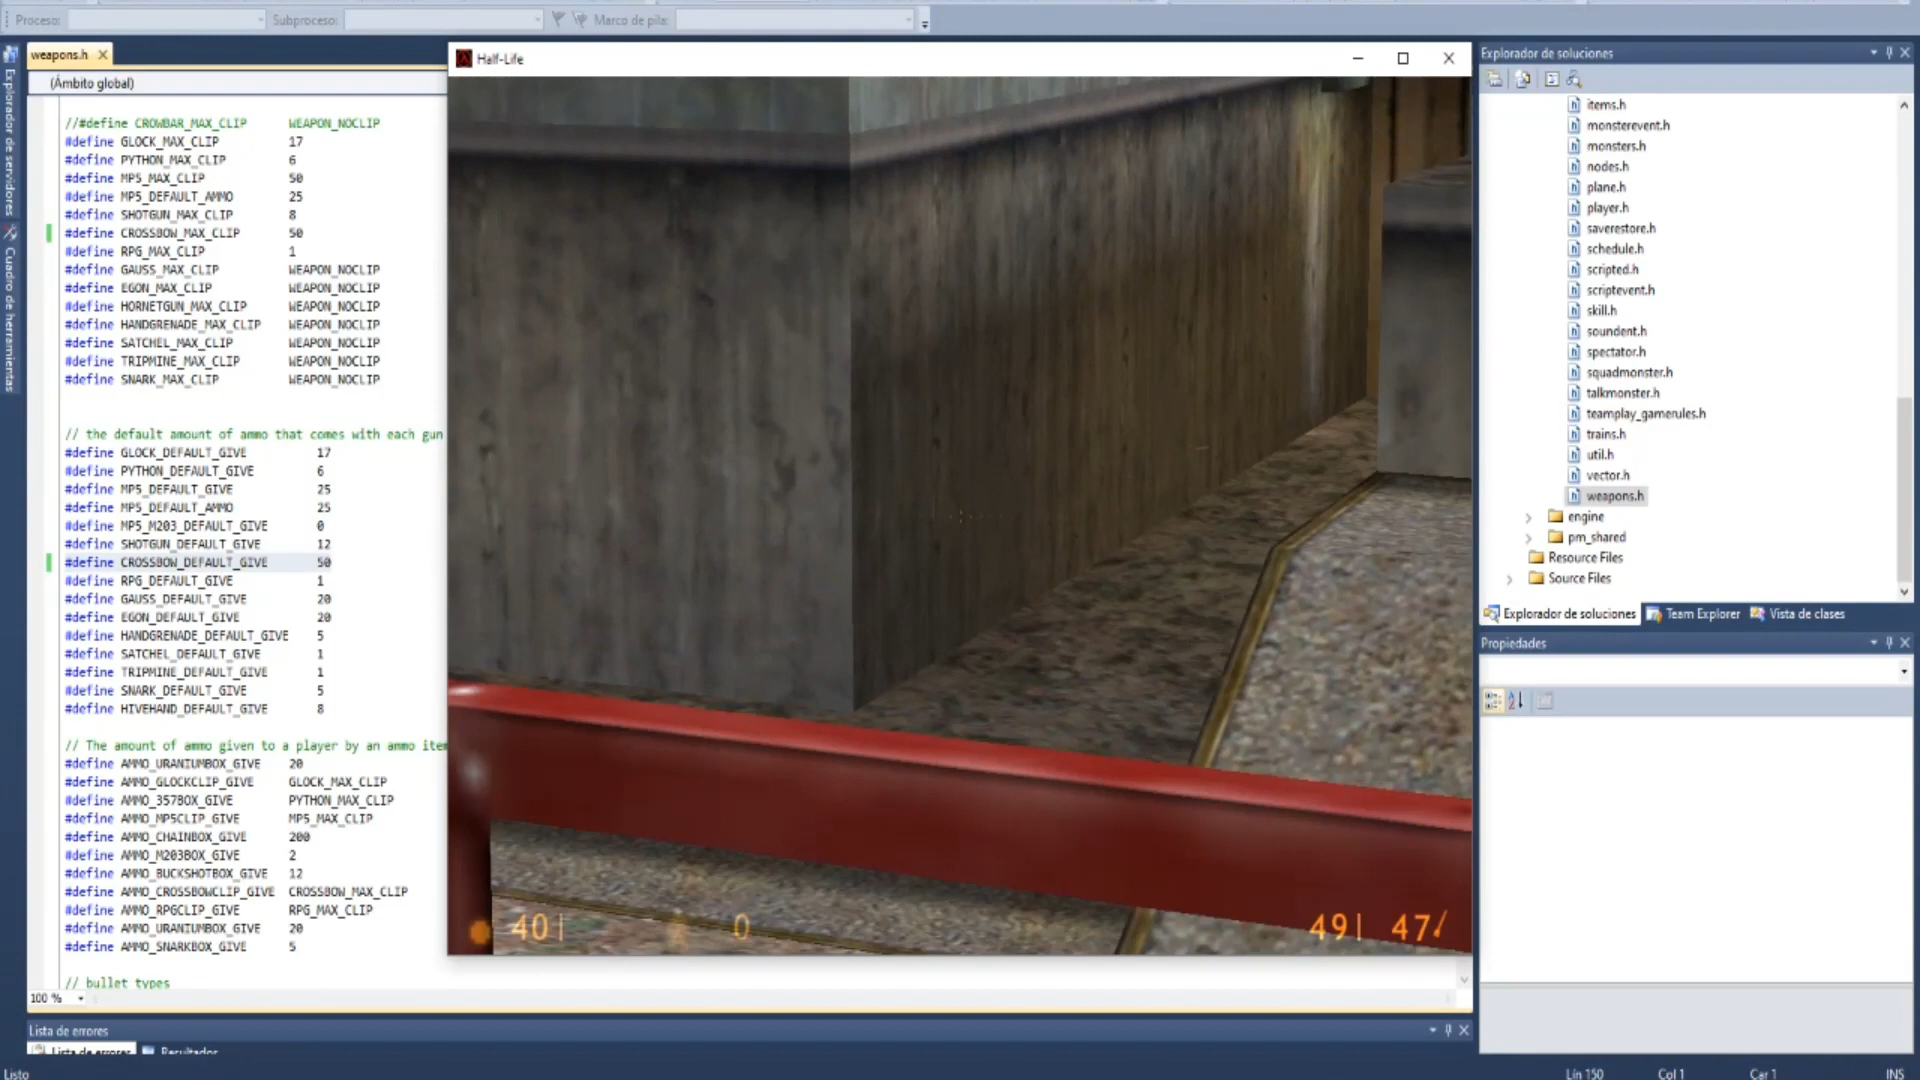 Proceso:
Subproceso:
Marco de pila:
weapons.h
(Ámbito global)
//#define CROWBAR_MAX_CLIP WEAPON_NOCLIP
#define GLOCK_MAX_CLIP 17
#define PYTHON_MAX_CLIP 6
#define MP5_MAX_CLIP 50
#define MP5_DEFAULT_AMMO 25
#define SHOTGUN_MAX_CLIP 8
#define CROSSBOW_MAX_CLIP 50
#define RPG_MAX_CLIP 1
#define GAUSS_MAX_CLIP WEAPON_NOCLIP
#define EGON_MAX_CLIP WEAPON_NOCLIP
#define HORNETGUN_MAX_CLIP WEAPON_NOCLIP
#define HANDGRENADE_MAX_CLIP WEAPON_NOCLIP
#define SATCHEL_MAX_CLIP WEAPON_NOCLIP
#define TRIPMINE_MAX_CLIP WEAPON_NOCLIP
#define SNARK_MAX_CLIP WEAPON_NOCLIP
// the default amount of ammo that comes with each gun
#define GLOCK_DEFAULT_GIVE 17
#define PYTHON_DEFAULT_GIVE 6
#define MP5_DEFAULT_GIVE 25
#define MP5_DEFAULT_AMMO 25
#define MP5_M203_DEFAULT_GIVE 0
#define SHOTGUN_DEFAULT_GIVE 12
#define CROSSBOW_DEFAULT_GIVE 50
#define RPG_DEFAULT_GIVE 1
#define GAUSS_DEFAULT_GIVE 20
#define EGON_DEFAULT_GIVE 20
#define HANDGRENADE_DEFAULT_GIVE 5
#define SATCHEL_DEFAULT_GIVE 1
#define TRIPMINE_DEFAULT_GIVE 1
#define SNARK_DEFAULT_GIVE 5
#define HIVEHAND_DEFAULT_GIVE 8
// The amount of ammo given to a player by an ammo item
#define AMMO_URANIUMBOX_GIVE 20
#define AMMO_GLOCKCLIP_GIVE GLOCK_MAX_CLIP
#define AMMO_357BOX_GIVE PYTHON_MAX_CLIP
#define AMMO_MP5CLIP_GIVE MP5_MAX_CLIP
#define AMMO_CHAINBOX_GIVE 200
#define AMMO_M203BOX_GIVE 2
#define AMMO_BUCKSHOTBOX_GIVE 12
#define AMMO_CROSSBOWCLIP_GIVE CROSSBOW_MAX_CLIP
#define AMMO_RPGCLIP_GIVE RPG_MAX_CLIP
#define AMMO_URANIUMBOX_GIVE 20
#define AMMO_SNARKBOX_GIVE 5
// bullet types
100 %
Explorador de servidores
Cuadro de herramientas
Half-Life
40
0
49
47
Explorador de soluciones
items.h
monsterevent.h
monsters.h
nodes.h
plane.h
player.h
saverestore.h
schedule.h
scripted.h
scriptevent.h
skill.h
soundent.h
spectator.h
squadmonster.h
talkmonster.h
teamplay_gamerules.h
trains.h
util.h
vector.h
weapons.h
engine
pm_shared
Resource Files
Source Files
Explorador de soluciones
Team Explorer
Vista de clases
Propiedades
Lista de errores
Lista de errores
Resultados
Listo
Lín 150
Col 1
Car 1
INS